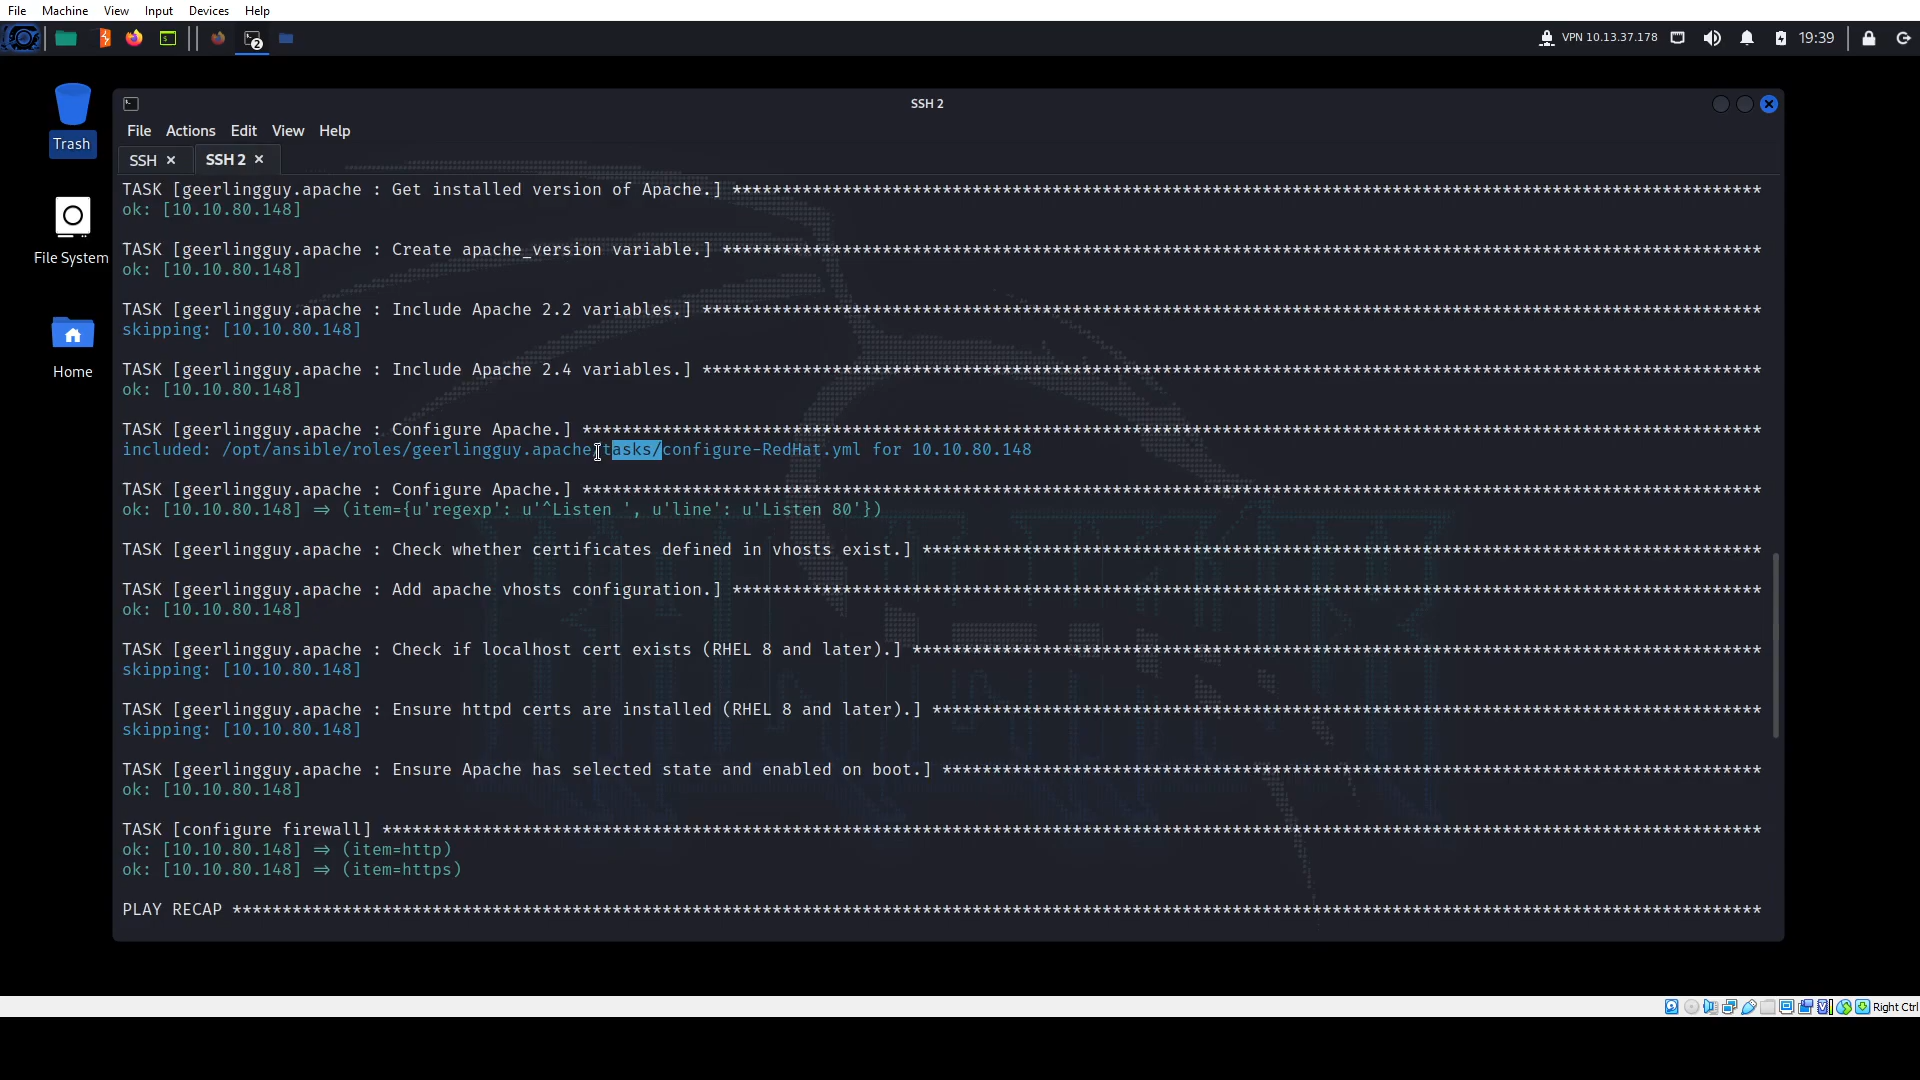 File Machine View Input Devices Help
2 VPN 10.13.37.178 19:39
Trash
File System
Home
SSH 2
File Actions Edit View Help
SSH × SSH 2 ×
TASK [geerlingguy.apache : Get installed version of Apache.] *******************************************************************************************************
ok: [10.10.80.148]
TASK [geerlingguy.apache : Create apache_version variable.] ********************************************************************************************************
ok: [10.10.80.148]
TASK [geerlingguy.apache : Include Apache 2.2 variables.] **********************************************************************************************************
skipping: [10.10.80.148]
TASK [geerlingguy.apache : Include Apache 2.4 variables.] **********************************************************************************************************
ok: [10.10.80.148]
TASK [geerlingguy.apache : Configure Apache.] **********************************************************************************************************************
included: /opt/ansible/roles/geerlingguy.apache/tasks/configure-RedHat.yml for 10.10.80.148
TASK [geerlingguy.apache : Configure Apache.] **********************************************************************************************************************
ok: [10.10.80.148] => (item={u'regexp': u'^Listen ', u'line': u'Listen 80'})
TASK [geerlingguy.apache : Check whether certificates defined in vhosts exist.] ************************************************************************************
TASK [geerlingguy.apache : Add apache vhosts configuration.] *******************************************************************************************************
ok: [10.10.80.148]
TASK [geerlingguy.apache : Check if localhost cert exists (RHEL 8 and later).] *************************************************************************************
skipping: [10.10.80.148]
TASK [geerlingguy.apache : Ensure httpd certs are installed (RHEL 8 and later).] ***********************************************************************************
skipping: [10.10.80.148]
TASK [geerlingguy.apache : Ensure Apache has selected state and enabled on boot.] **********************************************************************************
ok: [10.10.80.148]
TASK [configure firewall] ******************************************************************************************************************************************
ok: [10.10.80.148] => (item=http)
ok: [10.10.80.148] => (item=https)
PLAY RECAP *********************************************************************************************************************************************************
Right Ctrl